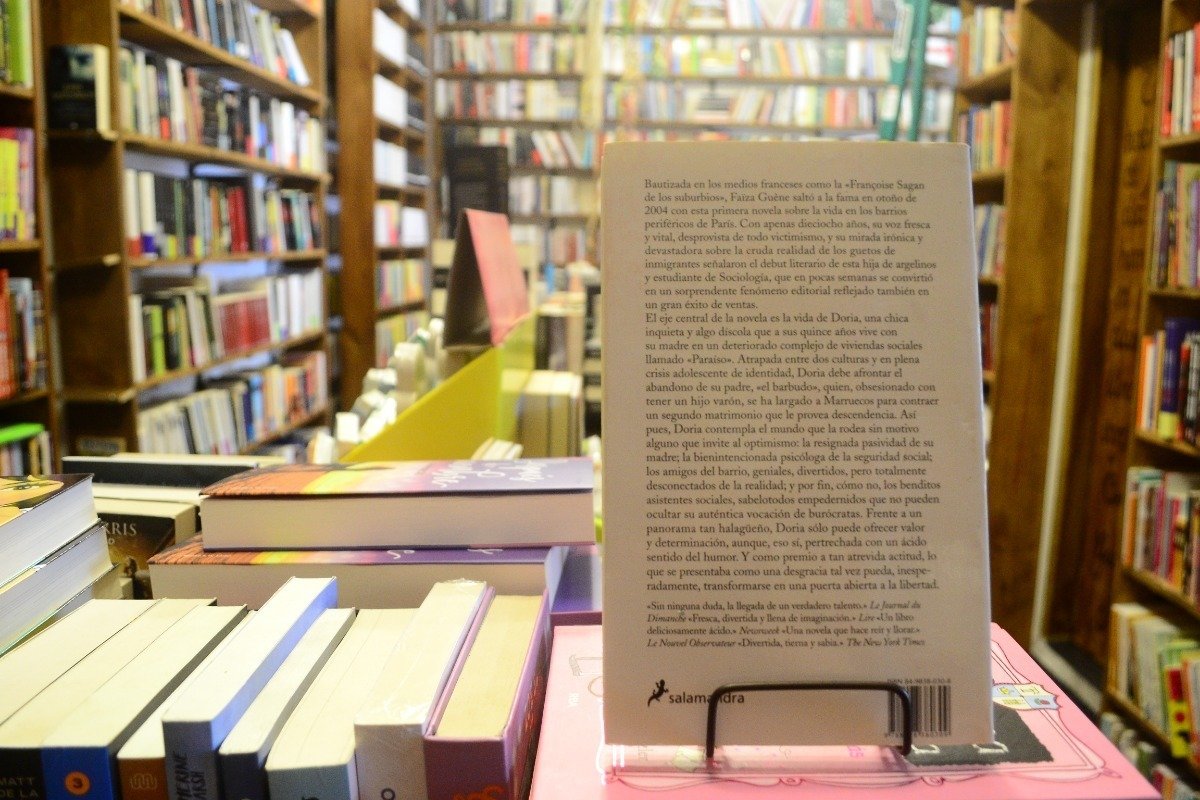 Bautizada en los medios franceses como la «Françoise Sagan
de los suburbios», Faïza Guène saltó a la fama en otoño de
2004 con esta primera novela sobre la vida en los barrios
periféricos de París. Con apenas dieciocho años, su voz fresca
y vital, desprovista de todo victimismo, y su mirada irónica y
devastadora sobre la cruda realidad de los guetos de
inmigrantes señalaron el debut literario de esta hija de argelinos
y estudiante de Sociología, que en pocas semanas se convirtió
en un sorprendente fenómeno editorial reflejado también en
un gran éxito de ventas.
El eje central de la novela es la vida de Doria, una chica
inquieta y algo díscola que a sus quince años vive con
su madre en un deteriorado complejo de viviendas sociales
llamado «Paraíso». Atrapada entre dos culturas y en plena
crisis adolescente de identidad, Doria debe afrontar el
abandono de su padre, «el barbudo», quien, obsesionado con
tener un hijo varón, se ha largado a Marruecos para contraer
un segundo matrimonio que le provea descendencia. Así
pues, Doria contempla el mundo que la rodea sin motivo
alguno que invite al optimismo: la resignada pasividad de su
madre; la bienintencionada psicóloga de la seguridad social;
los amigos del barrio, geniales, divertidos, pero totalmente
desconectados de la realidad; y por fin, cómo no, los benditos
asistentes sociales, sabelotodos empedernidos que no pueden
ocultar su auténtica vocación de burócratas. Frente a un
panorama tan halagüeño, Doria sólo puede ofrecer valor
y determinación, aunque, eso sí, pertrechada con un ácido
sentido del humor. Y como premio a tan atrevida actitud, lo
que se presentaba como una desgracia tal vez pueda, inespe-
radamente, transformarse en una puerta abierta a la libertad.
«Sin ninguna duda, la llegada de un verdadero talento.» Le Journal du
Dimanche «Fresca, divertida y llena de imaginación.» Lire «Un libro
deliciosamente ácido.» Newsweek «Una novela que hace reír y llorar.»
Le Nouvel Observateur «Divertida, tierna y sabia.» The New York Times
ISBN 84-9838-030-8
salamandra
MATT
DE LA
3